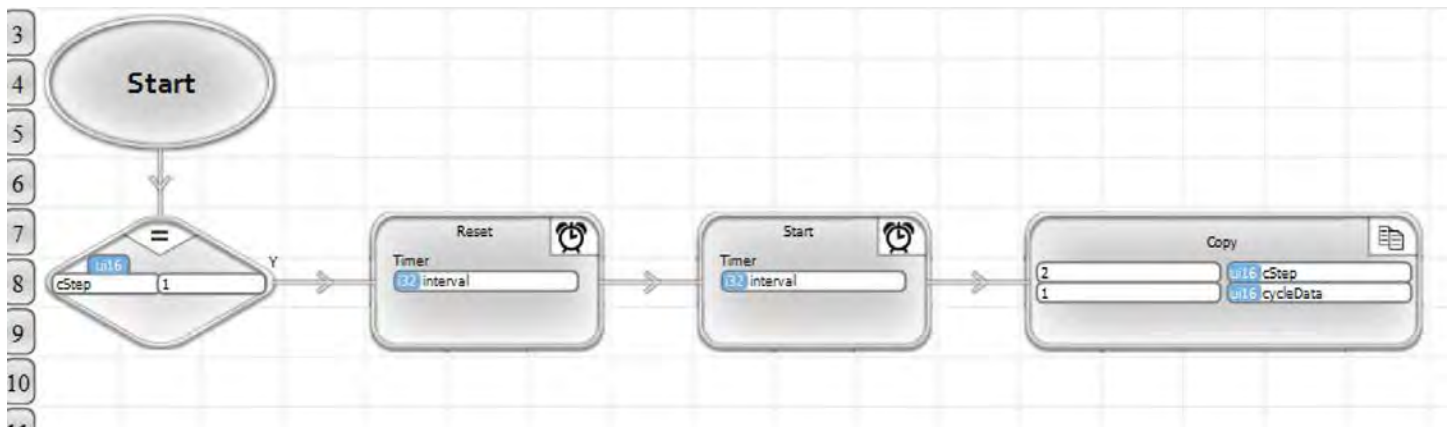 3
4
Start
5
6
7
=
Reset
Start
Copy
ui16
Y
Timer
Timer
8
cStep
1
i32 interval
i32 interval
2
ui16 cStep
1
ui16 cycleData
9
10